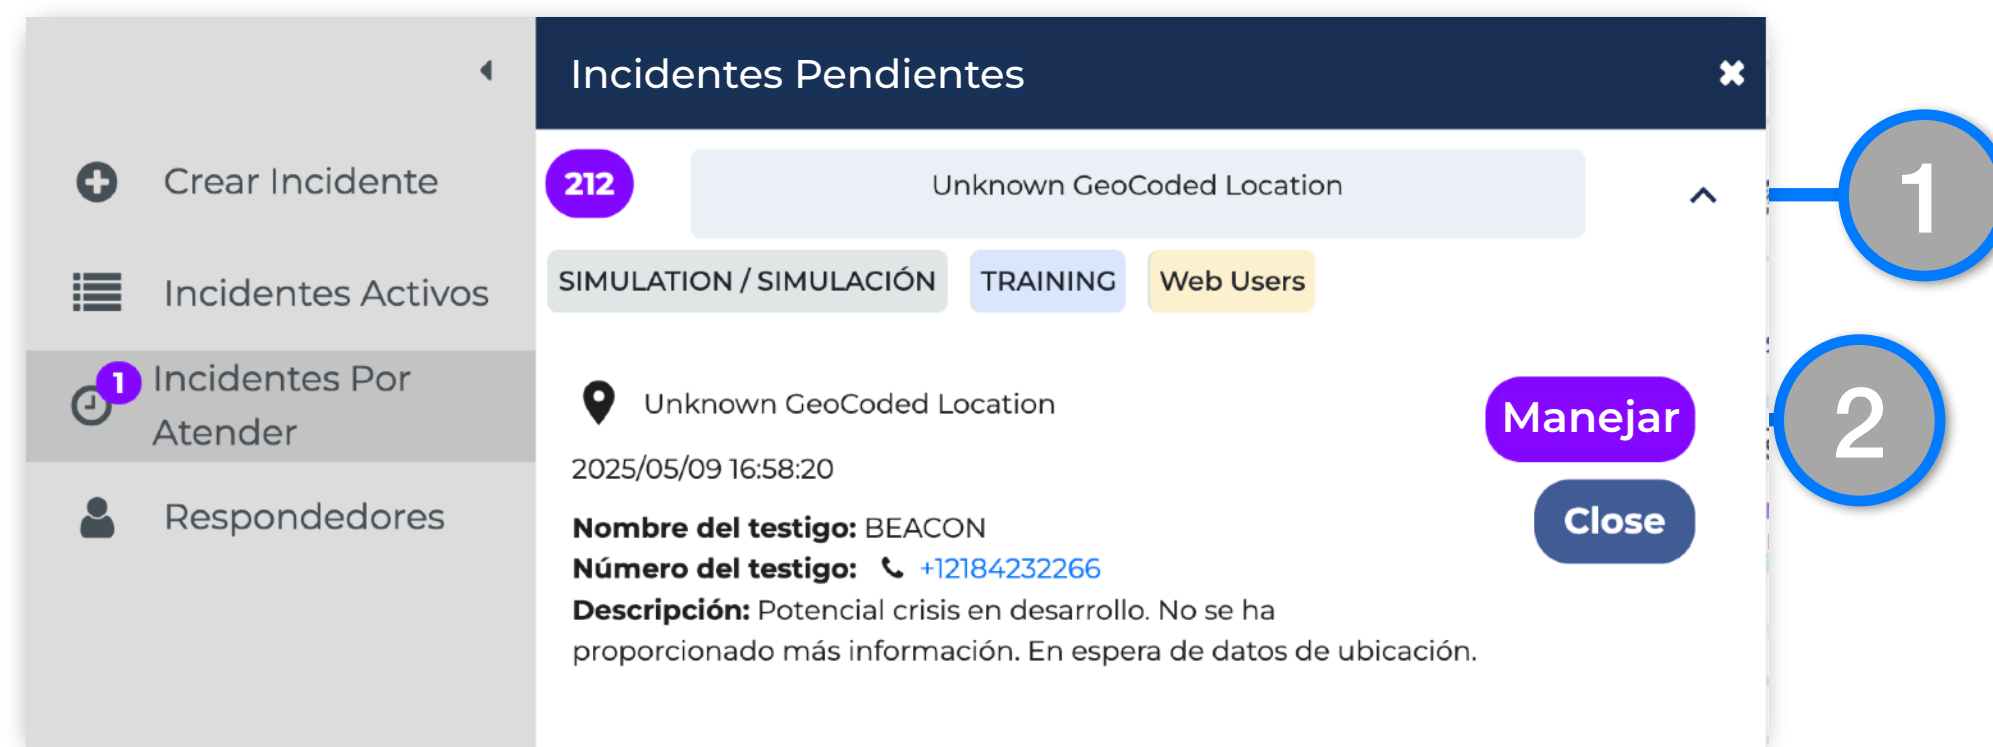 Incidentes Pendientes
Crear Incidente
Incidentes Activos
1
Incidentes Por
Atender
Respondedores
212
Unknown GeoCoded Location
SIMULATION / SIMULACIÓN
TRAINING
Web Users
Unknown GeoCoded Location
2025/05/09 16:58:20
Nombre del testigo: BEACON
Número del testigo: +12184232266
Descripción: Potencial crisis en desarrollo. No se ha
proporcionado más información. En espera de datos de ubicación.
Manejar
Close
1
2